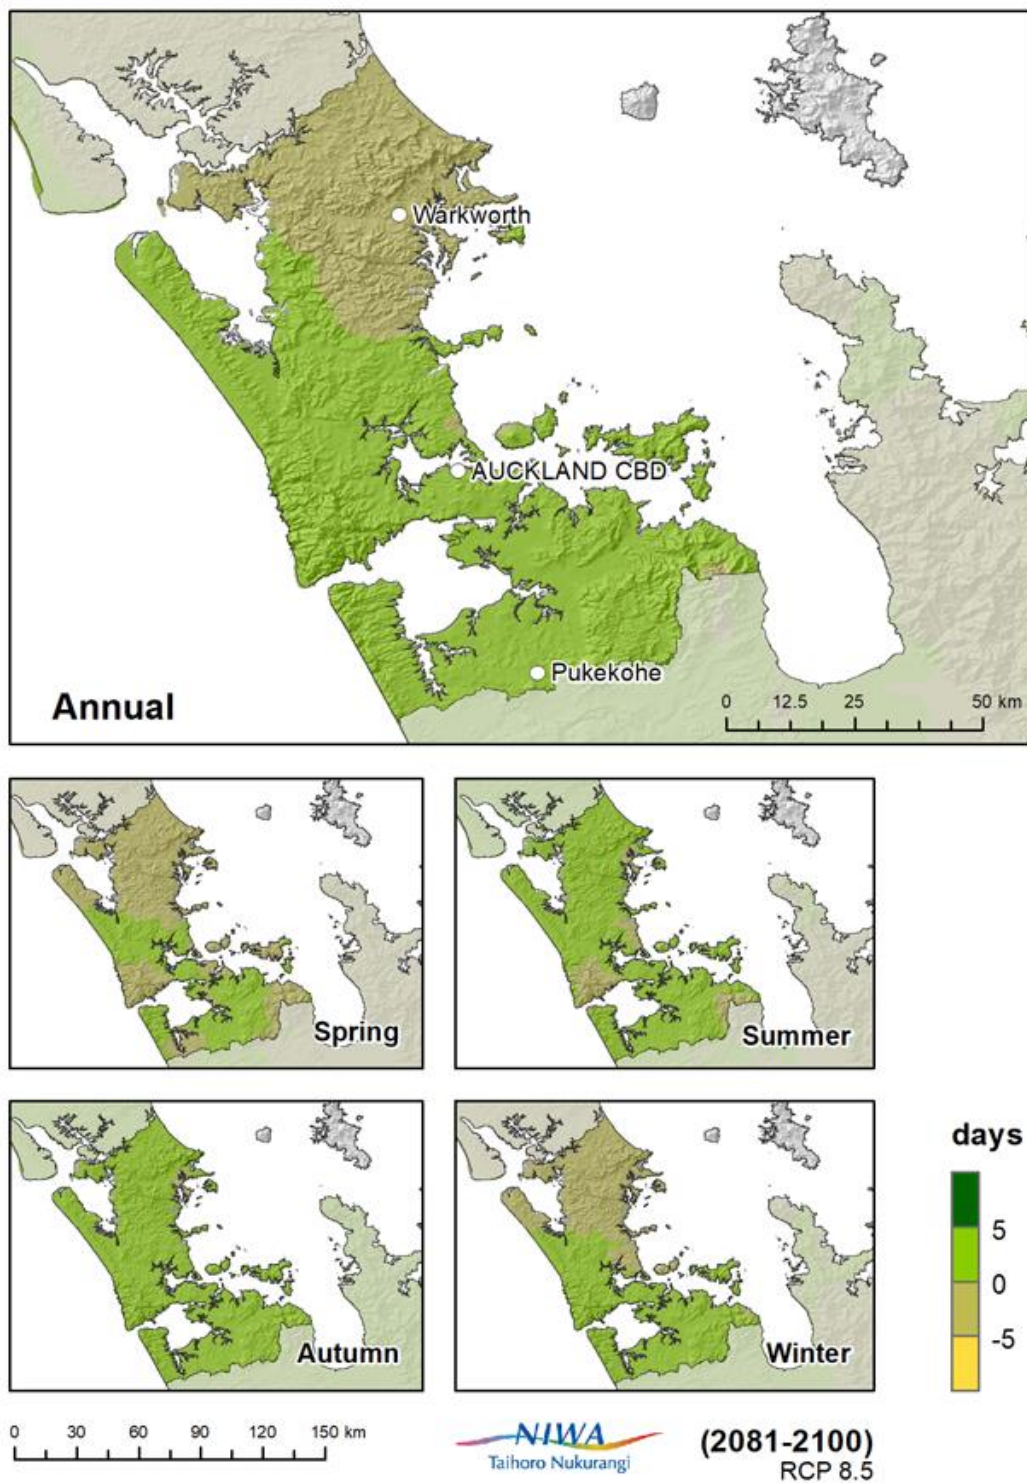 Warkworth
AUCKLAND CBD
Pukekohe
Annual
0 12.5 25 50 km
Spring
Summer
Autumn
Winter
days
5
0
-5
0 30 60 90 120 150 km
NIWA
Taihoro Nukurangi
(2081-2100)
RCP 8.5